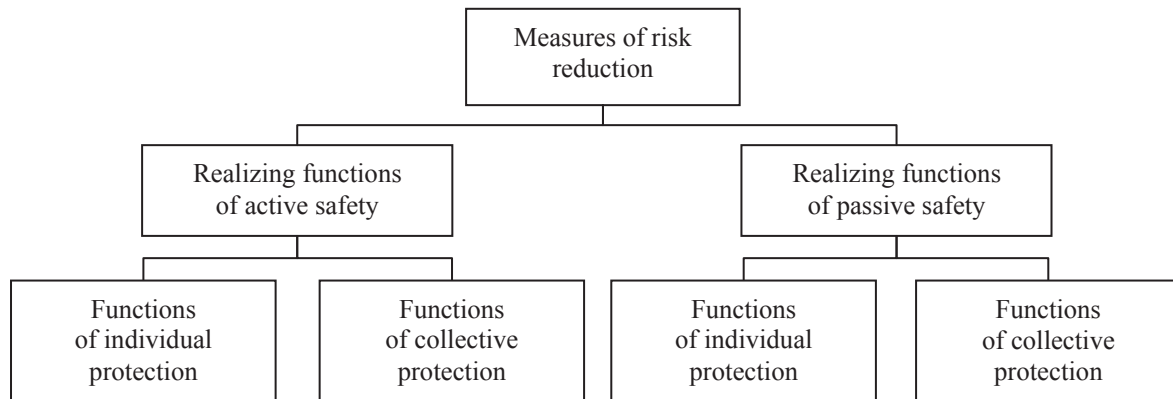 Measures of risk
reduction
Realizing functions
of active safety
Realizing functions
of passive safety
Functions
of individual
protection
Functions
of collective
protection
Functions
of individual
protection
Functions
of collective
protection